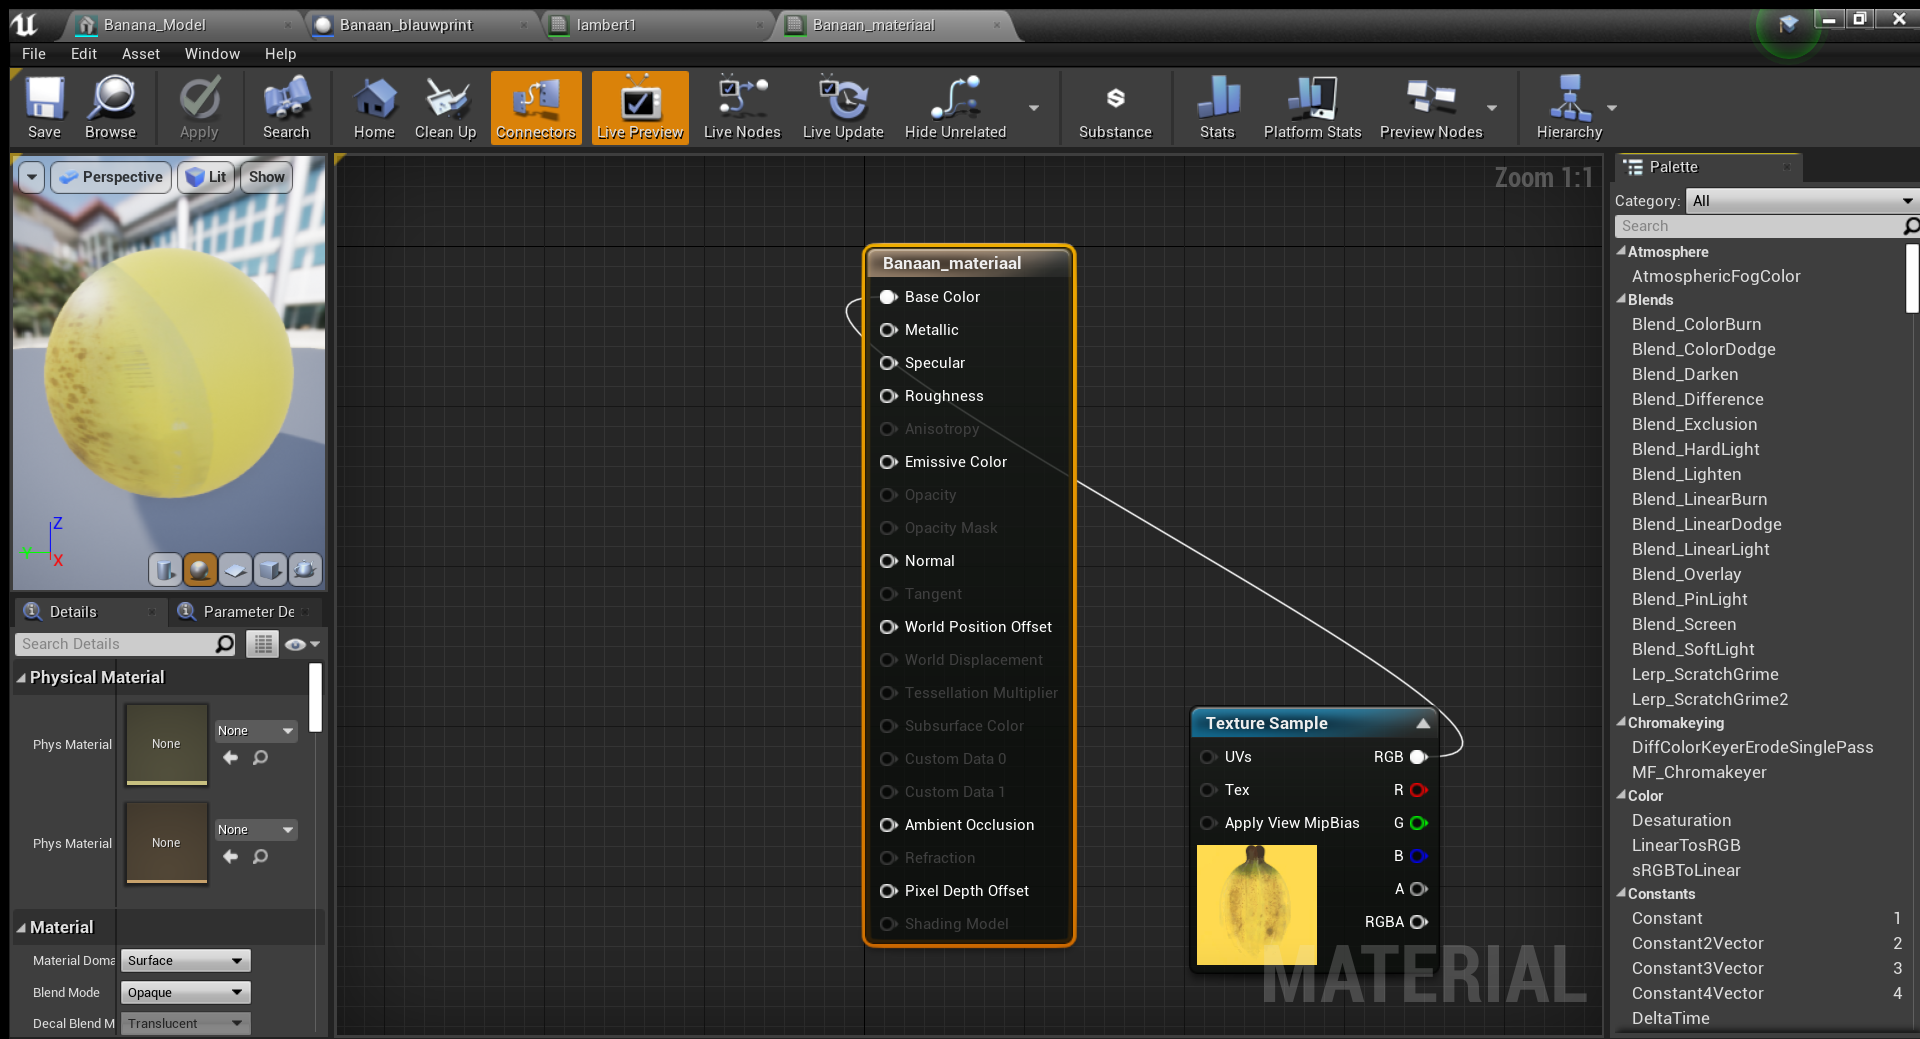 Banana_Model
Banaan_blauwprint
lambert1
Banaan_materiaal
File
Edit
Asset
Window
Help
Save
Browse
Apply
Search
Home
Clean Up
Connectors
Live Preview
Live Nodes
Live Update
Hide Unrelated
Substance
Stats
Platform Stats
Preview Nodes
Hierarchy
Perspective
Lit
Show
Z
Y
X
Details
Parameter De
Search Details
Physical Material
Phys Material
None
None
Phys Material
None
None
Material
Material Doma
Surface
Blend Mode
Opaque
Decal Blend M
Translucent
Zoom 1:1
Banaan_materiaal
Base Color
Metallic
Specular
Roughness
Anisotropy
Emissive Color
Opacity
Opacity Mask
Normal
Tangent
World Position Offset
World Displacement
Tessellation Multiplier
Subsurface Color
Custom Data 0
Custom Data 1
Ambient Occlusion
Refraction
Pixel Depth Offset
Shading Model
Texture Sample
UVs
RGB
Tex
R
Apply View MipBias
G
B
A
RGBA
MATERIAL
Palette
Category:
All
Search
Atmosphere
AtmosphericFogColor
Blends
Blend_ColorBurn
Blend_ColorDodge
Blend_Darken
Blend_Difference
Blend_Exclusion
Blend_HardLight
Blend_Lighten
Blend_LinearBurn
Blend_LinearDodge
Blend_LinearLight
Blend_Overlay
Blend_PinLight
Blend_Screen
Blend_SoftLight
Lerp_ScratchGrime
Lerp_ScratchGrime2
Chromakeying
DiffColorKeyerErodeSinglePass
MF_Chromakeyer
Color
Desaturation
LinearTosRGB
sRGBToLinear
Constants
Constant 1
Constant2Vector 2
Constant3Vector 3
Constant4Vector 4
DeltaTime